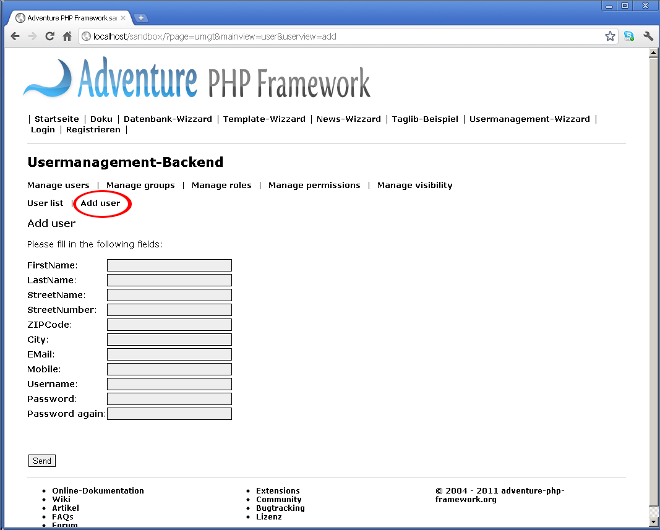 Adventure PHP Framework san
localhost/sandbox/?page=umgt&mainview=user&userview=add
Adventure PHP Framework
| Startseite | Doku | Datenbank-Wizzard | Template-Wizzard | News-Wizzard | Taglib-Beispiel | Usermanagement-Wizzard |
Login | Registrieren |
Usermanagement-Backend
Manage users | Manage groups | Manage roles | Manage permissions | Manage visibility
User list | Add user
Add user
Please fill in the following fields:
FirstName:
LastName:
StreetName:
StreetNumber:
ZIPCode:
City:
EMail:
Mobile:
Username:
Password:
Password again:
Send
• Online-Dokumentation
• Wiki
• Artikel
• FAQs
• Forum
• Extensions
• Community
• Bugtracking
• Lizenz
© 2004 - 2011 adventure-php-
framework.org